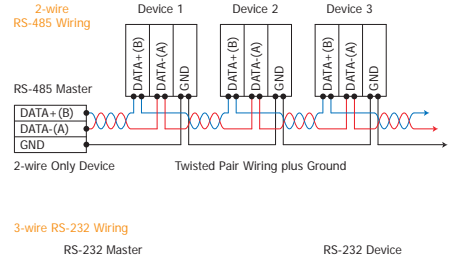 2-wire
RS-485 Wiring
Device 1
Device 2
Device 3
DATA+(B)
DATA-(A)
GND
DATA+(B)
DATA-(A)
GND
DATA+(B)
DATA-(A)
GND
RS-485 Master
DATA+(B)
DATA-(A)
GND
2-wire Only Device
Twisted Pair Wiring plus Ground
3-wire RS-232 Wiring
RS-232 Master
RS-232 Device